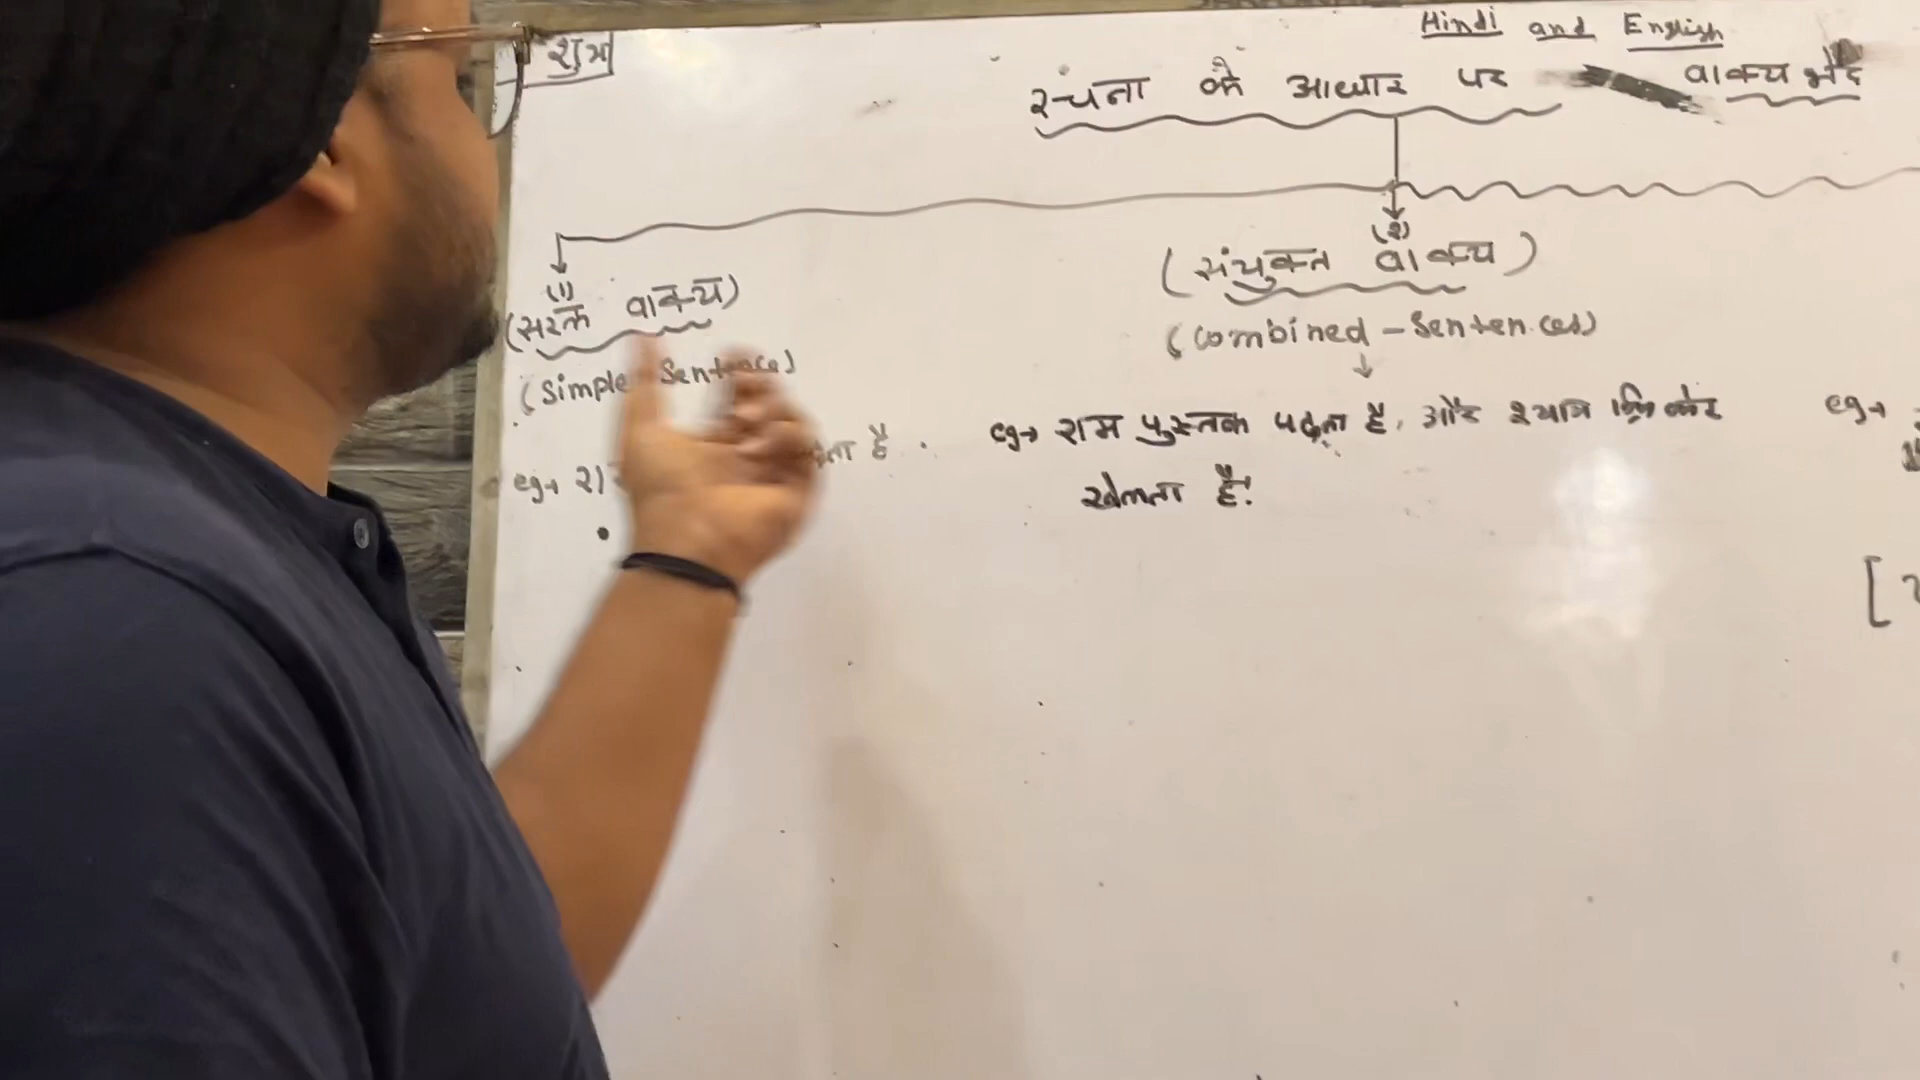 Hindi and English
शुभ
रचना के आधार पर वाक्य भेद
(1)
(सरल वाक्य)
(Simple Sentence)
eg→
है.
(2)
(संयुक्त वाक्य)
(Combined-Sentences)
eg→ राम पुस्तक पढ़ता है, और श्याम क्रिकेट
खेलता है.
eg→
[